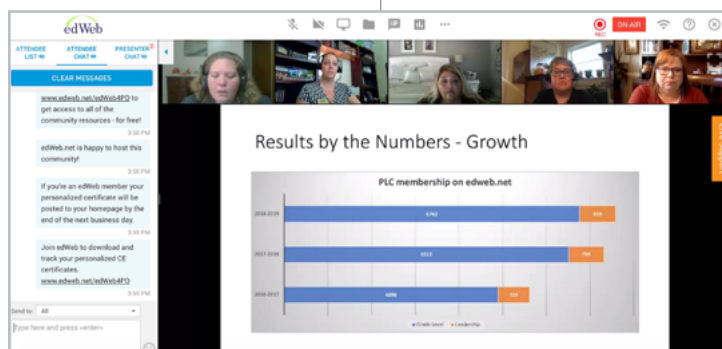 edWeb
REC
ON-AIR
ATTENDEE
LIST
ATTENDEE
CHAT
PRESENTER
CHAT
CLEAR MESSAGES
www.edweb.net/edWeb4PD to
get access to all of the
community resources - for free!
3:58 PM
edWeb.net is happy to host this
community!
3:58 PM
If you're an edWeb member your
personalized certificate will be
posted to your homepage by the
end of the next business day.
3:59 PM
Join edWeb to download and
track your personalized CE
certificates.
www.edweb.net/edWeb4PD
3:59 PM
Send to: All
Type here and press <enter>
Results by the Numbers - Growth
PLC membership on edweb.net
2018-2019
2017-2018
2016-2017
Grade Level
Leadership